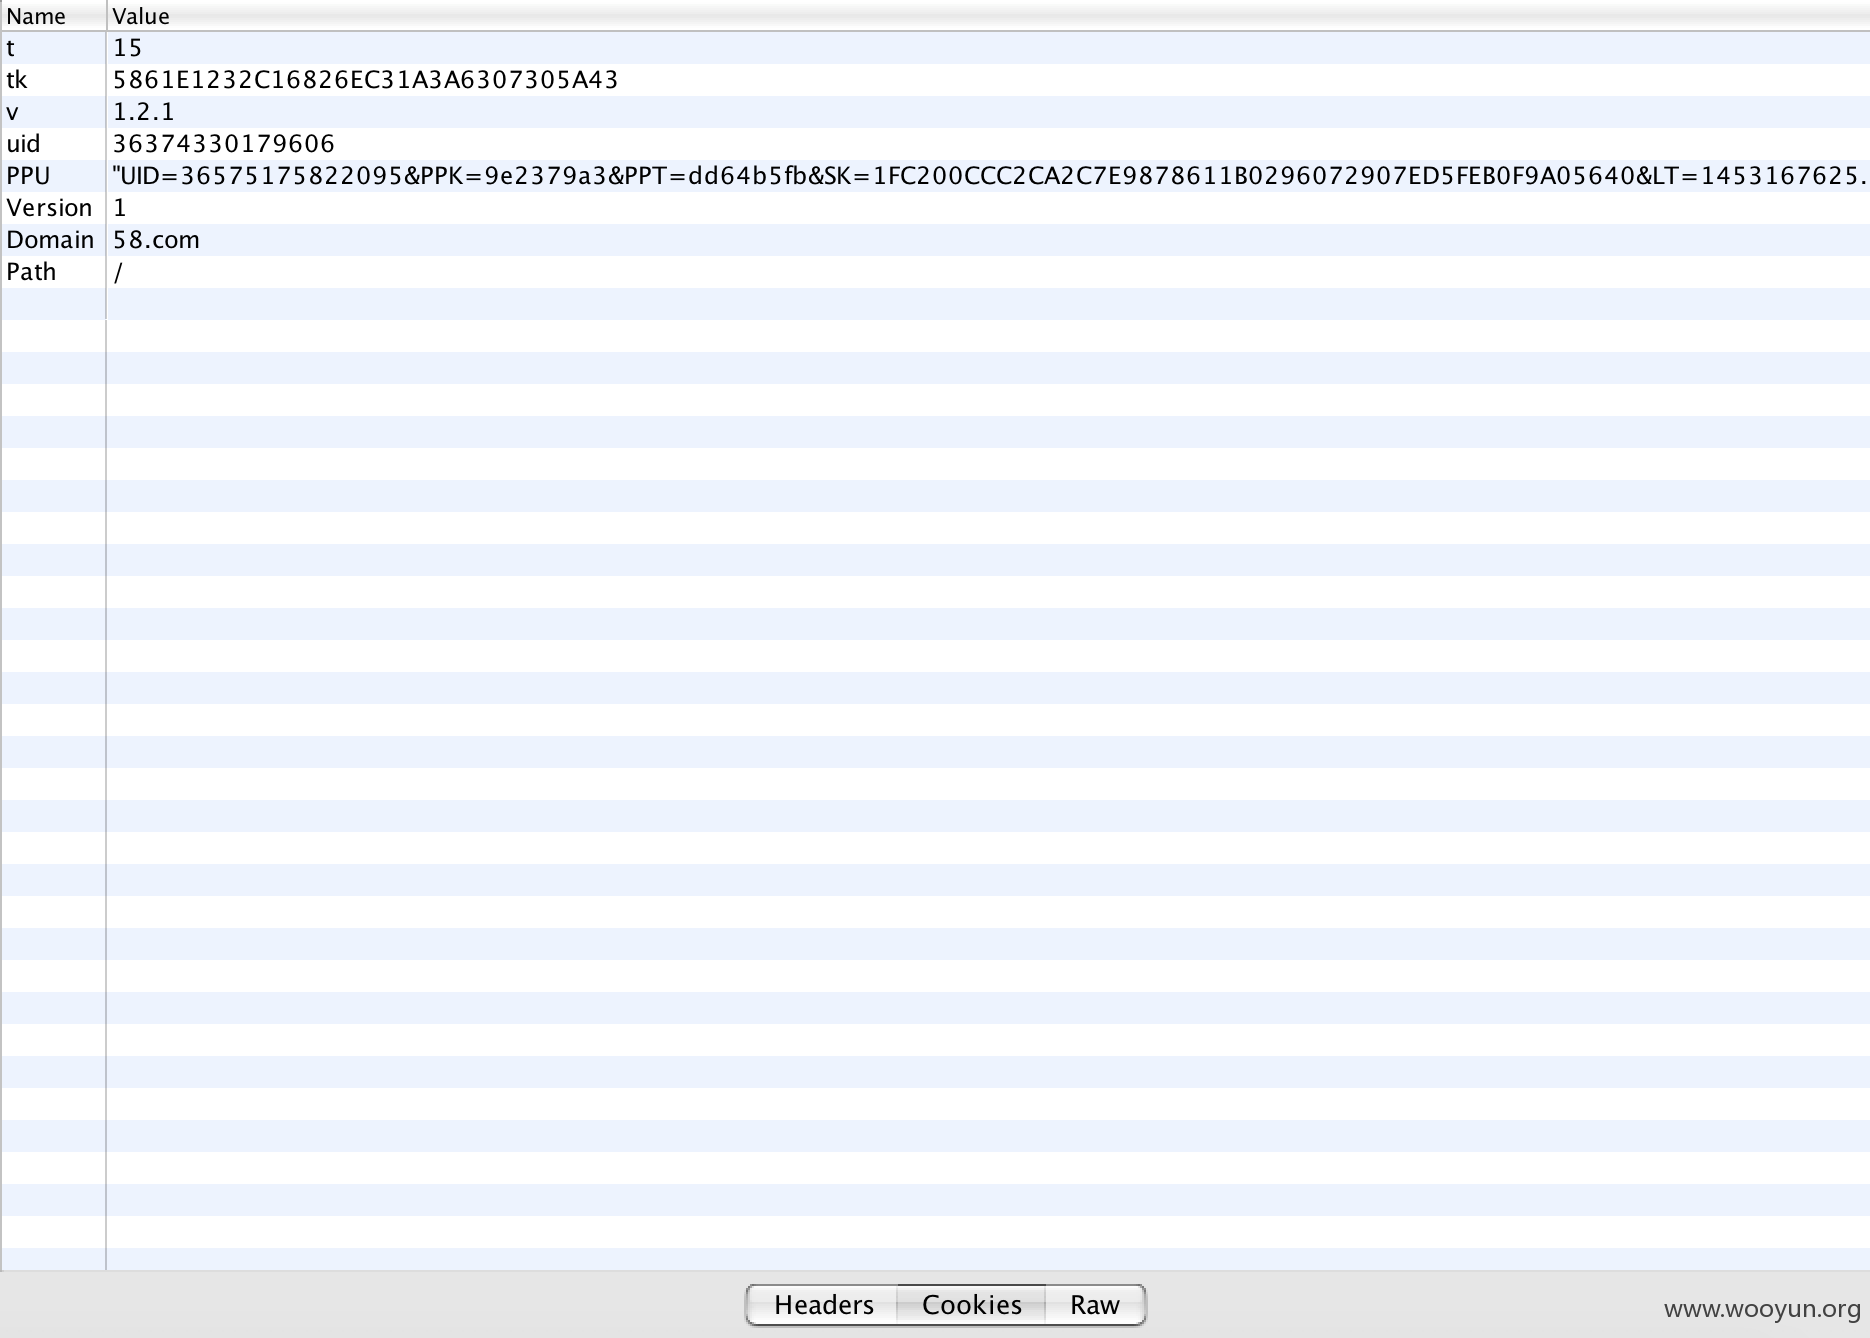 Name Value
t 15
tk 5861E1232C16826EC31A3A6307305A43
v 1.2.1
uid 36374330179606
PPU "UID=36575175822095&PPK=9e2379a3&PPT=dd64b5fb&SK=1FC200CCC2CA2C7E9878611B0296072907ED5FEB0F9A05640&LT=1453167625.
Version 1
Domain 58.com
Path /
Headers Cookies Raw
www.wooyun.org